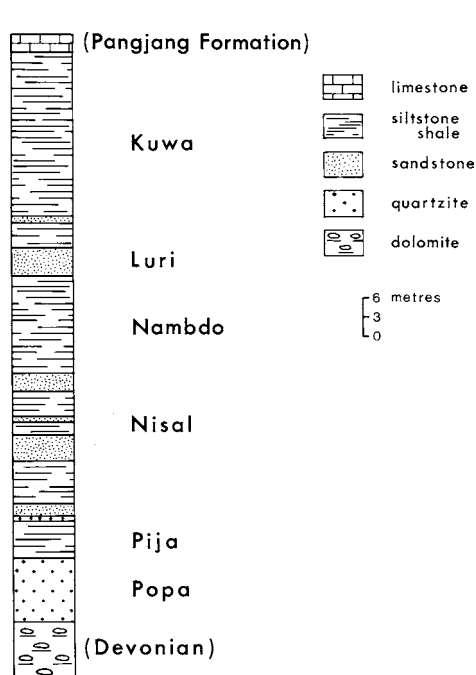 (Pangjang Formation)
Kuwa
Luri
Nambdo
Nisal
Pija
Popa
(Devonian)
limestone
siltstone
shale
sandstone
quartzite
dolomite
6 metres
3
0